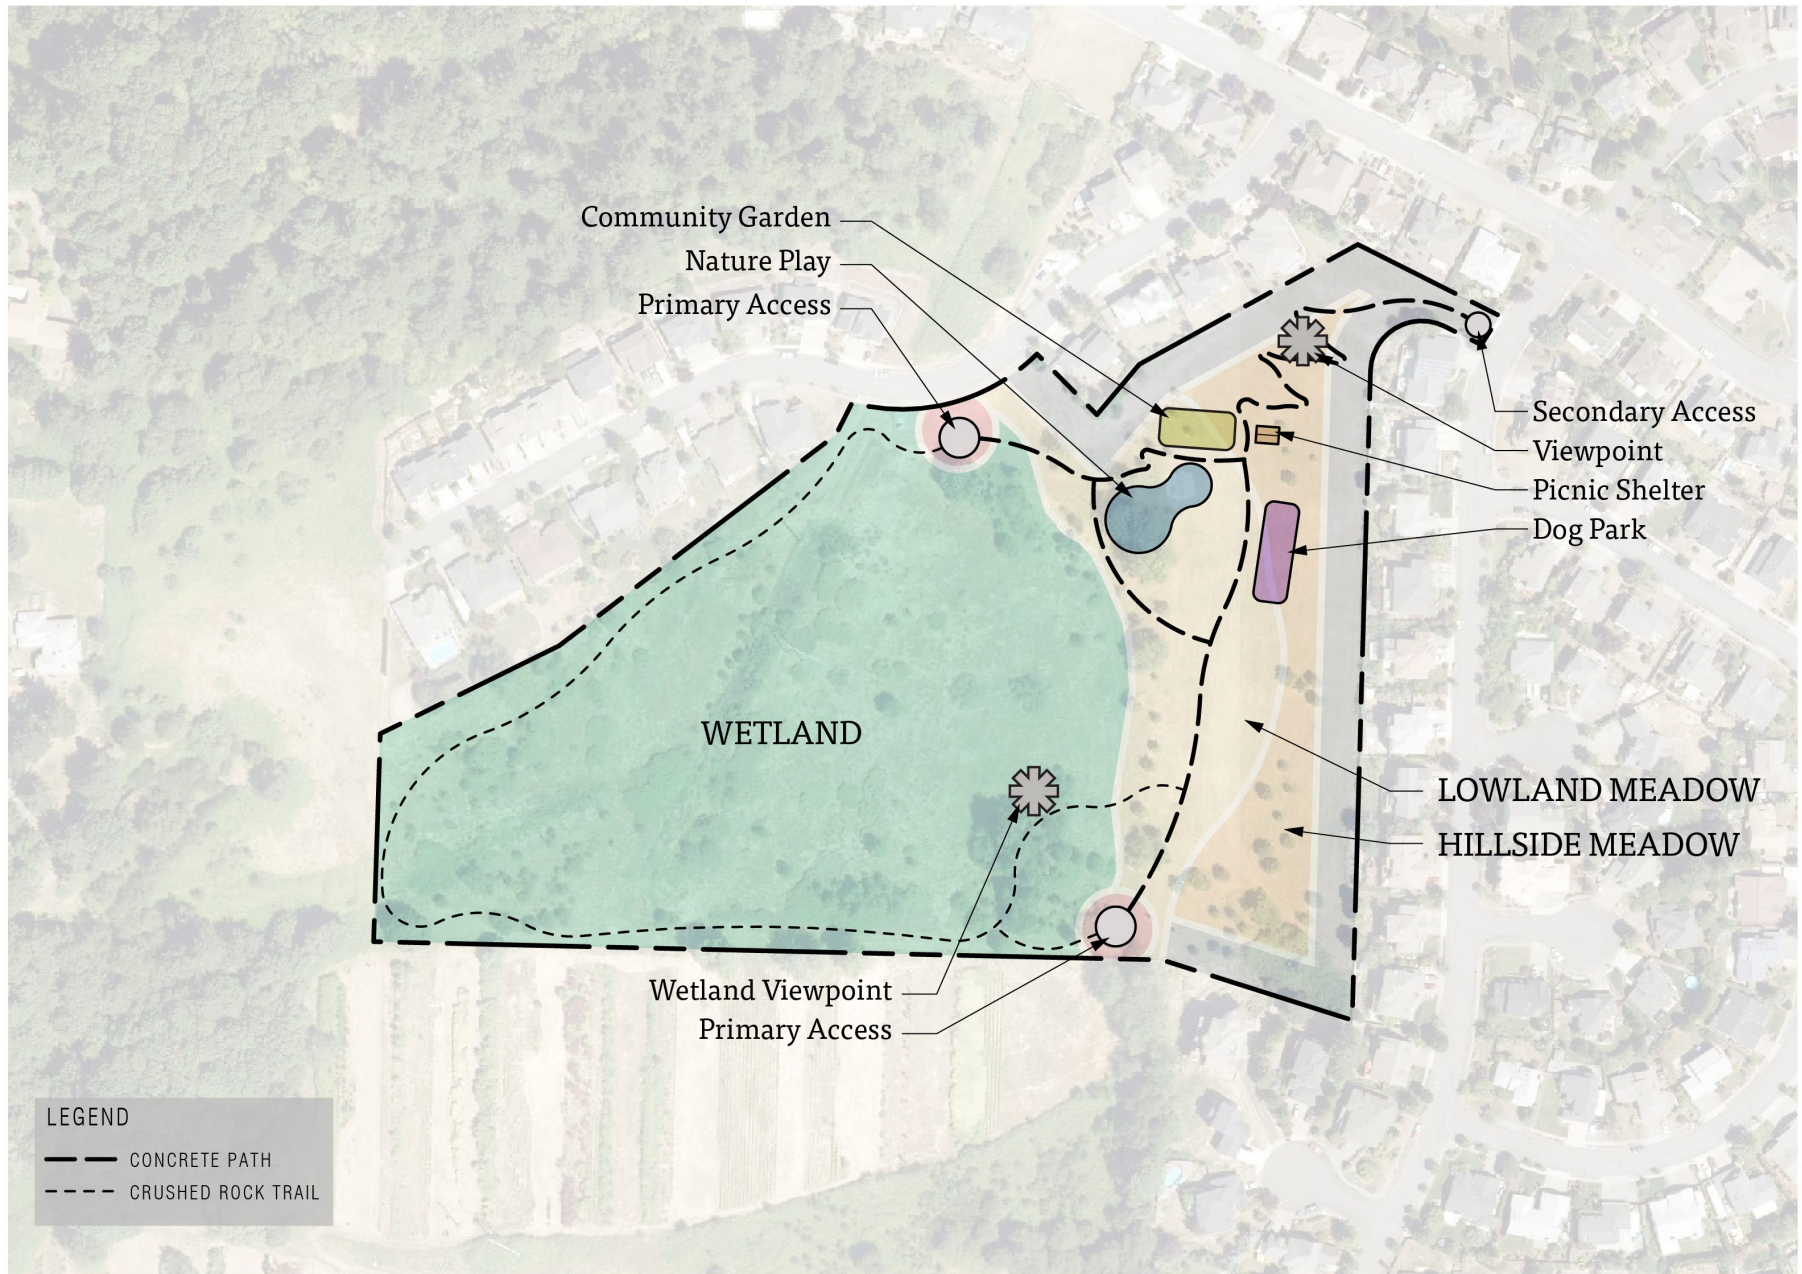 Community Garden
Nature Play
Primary Access
Secondary Access
Viewpoint
Picnic Shelter
Dog Park
WETLAND
LOWLAND MEADOW
HILLSIDE MEADOW
Wetland Viewpoint
Primary Access
LEGEND
CONCRETE PATH
CRUSHED ROCK TRAIL